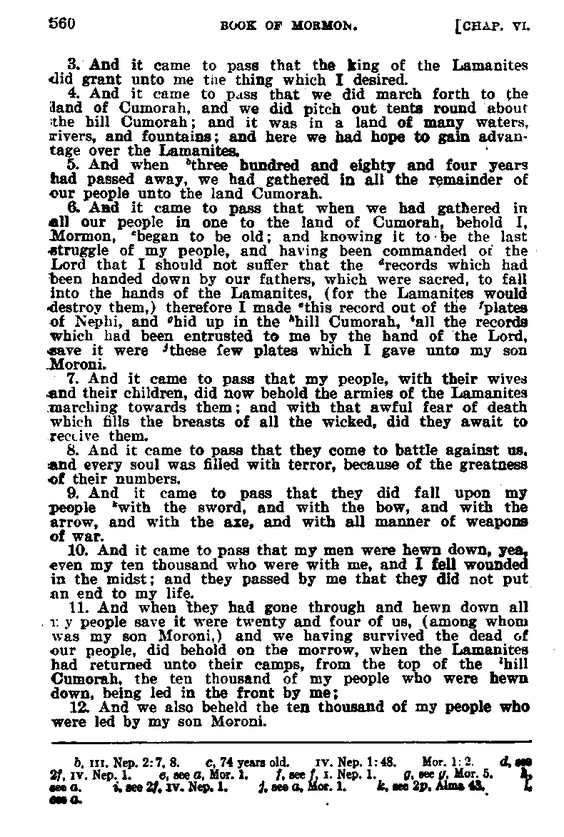 560 BOOK OF MORMON. [CHAP. VI.
3. And it came to pass that the king of the Lamanites
did grant unto me the thing which I desired.
4. And it came to pass that we did march forth to the
land of Cumorah, and we did pitch out tents round about
the hill Cumorah; and it was in a land of many waters,
rivers, and fountains; and here we had hope to gain advan-
tage over the Lamanites.
5. And when ᵇthree hundred and eighty and four years
had passed away, we had gathered in all the remainder of
our people unto the land Cumorah.
6. And it came to pass that when we had gathered in
all our people in one to the land of Cumorah, behold I,
Mormon, ᶜbegan to be old; and knowing it to be the last
struggle of my people, and having been commanded of the
Lord that I should not suffer that the ᵈrecords which had
been handed down by our fathers, which were sacred, to fall
into the hands of the Lamanites, (for the Lamanites would
destroy them,) therefore I made ᵉthis record out of the ᶠplates
of Nephi, and ᵍhid up in the ʰhill Cumorah, ⁱall the records
which had been entrusted to me by the hand of the Lord,
save it were ʲthese few plates which I gave unto my son
Moroni.
7. And it came to pass that my people, with their wives
and their children, did now behold the armies of the Lamanites
marching towards them; and with that awful fear of death
which fills the breasts of all the wicked, did they await to
receive them.
8. And it came to pass that they come to battle against us,
and every soul was filled with terror, because of the greatness
of their numbers.
9. And it came to pass that they did fall upon my
people ᵏwith the sword, and with the bow, and with the
arrow, and with the axe, and with all manner of weapons
of war.
10. And it came to pass that my men were hewn down, yea,
even my ten thousand who were with me, and I fell wounded
in the midst; and they passed by me that they did not put
an end to my life.
11. And when they had gone through and hewn down all
my people save it were twenty and four of us, (among whom
was my son Moroni,) and we having survived the dead of
our people, did behold on the morrow, when the Lamanites
had returned unto their camps, from the top of the ˡhill
Cumorah, the ten thousand of my people who were hewn
down, being led in the front by me;
12. And we also beheld the ten thousand of my people who
were led by my son Moroni.
b, III. Nep. 2:7, 8. c, 74 years old. IV. Nep. 1:48. Mor. 1:2. d, see
2f, IV. Nep. 1. e, see a, Mor. 1. f, see f, I. Nep. 1. g, see g, Mor. 5. h,
see a. i, see 2f, IV. Nep. 1. j, see a, Mor. 1. k, see 2p, Alma 43. l,
see a.